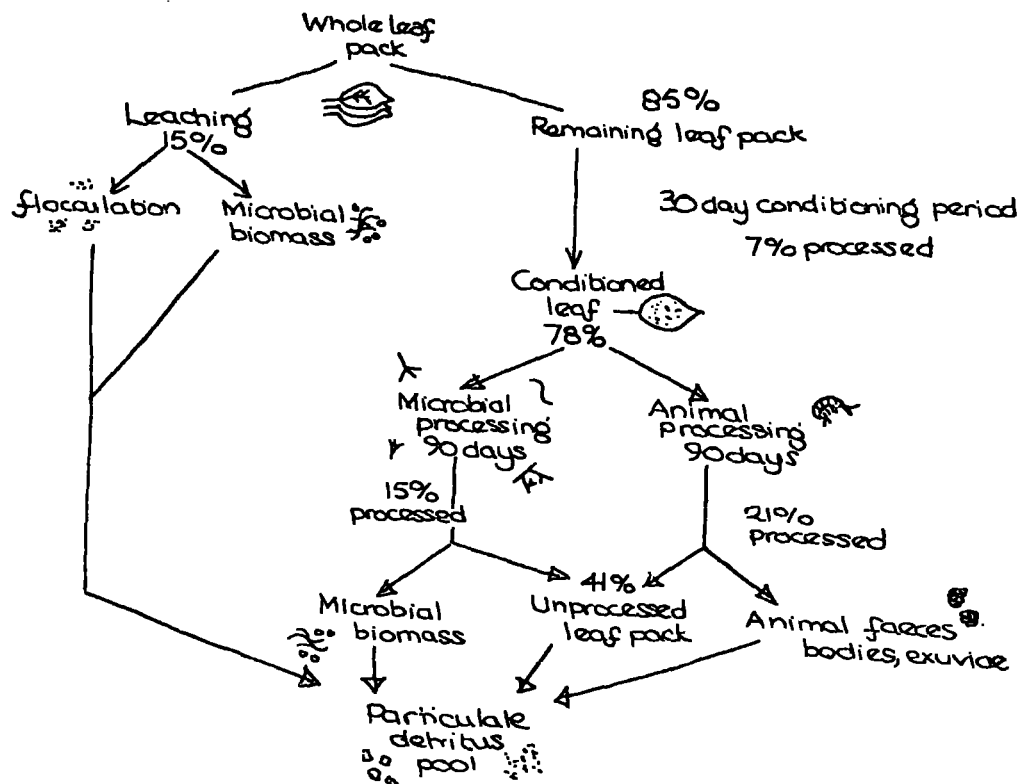 Whole leaf
pack
Leaching
15%
85%
Remaining leaf pack
flocculation
Microbial
biomass
30 day conditioning period
7% processed
Conditioned
leaf
78%
Microbial
processing
90 days
Animal
processing
90 days
15%
processed
21%
processed
Microbial
biomass
41%
Unprocessed
leaf pack
Animal faeces
bodies, exuviae
Particulate
detritus
pool